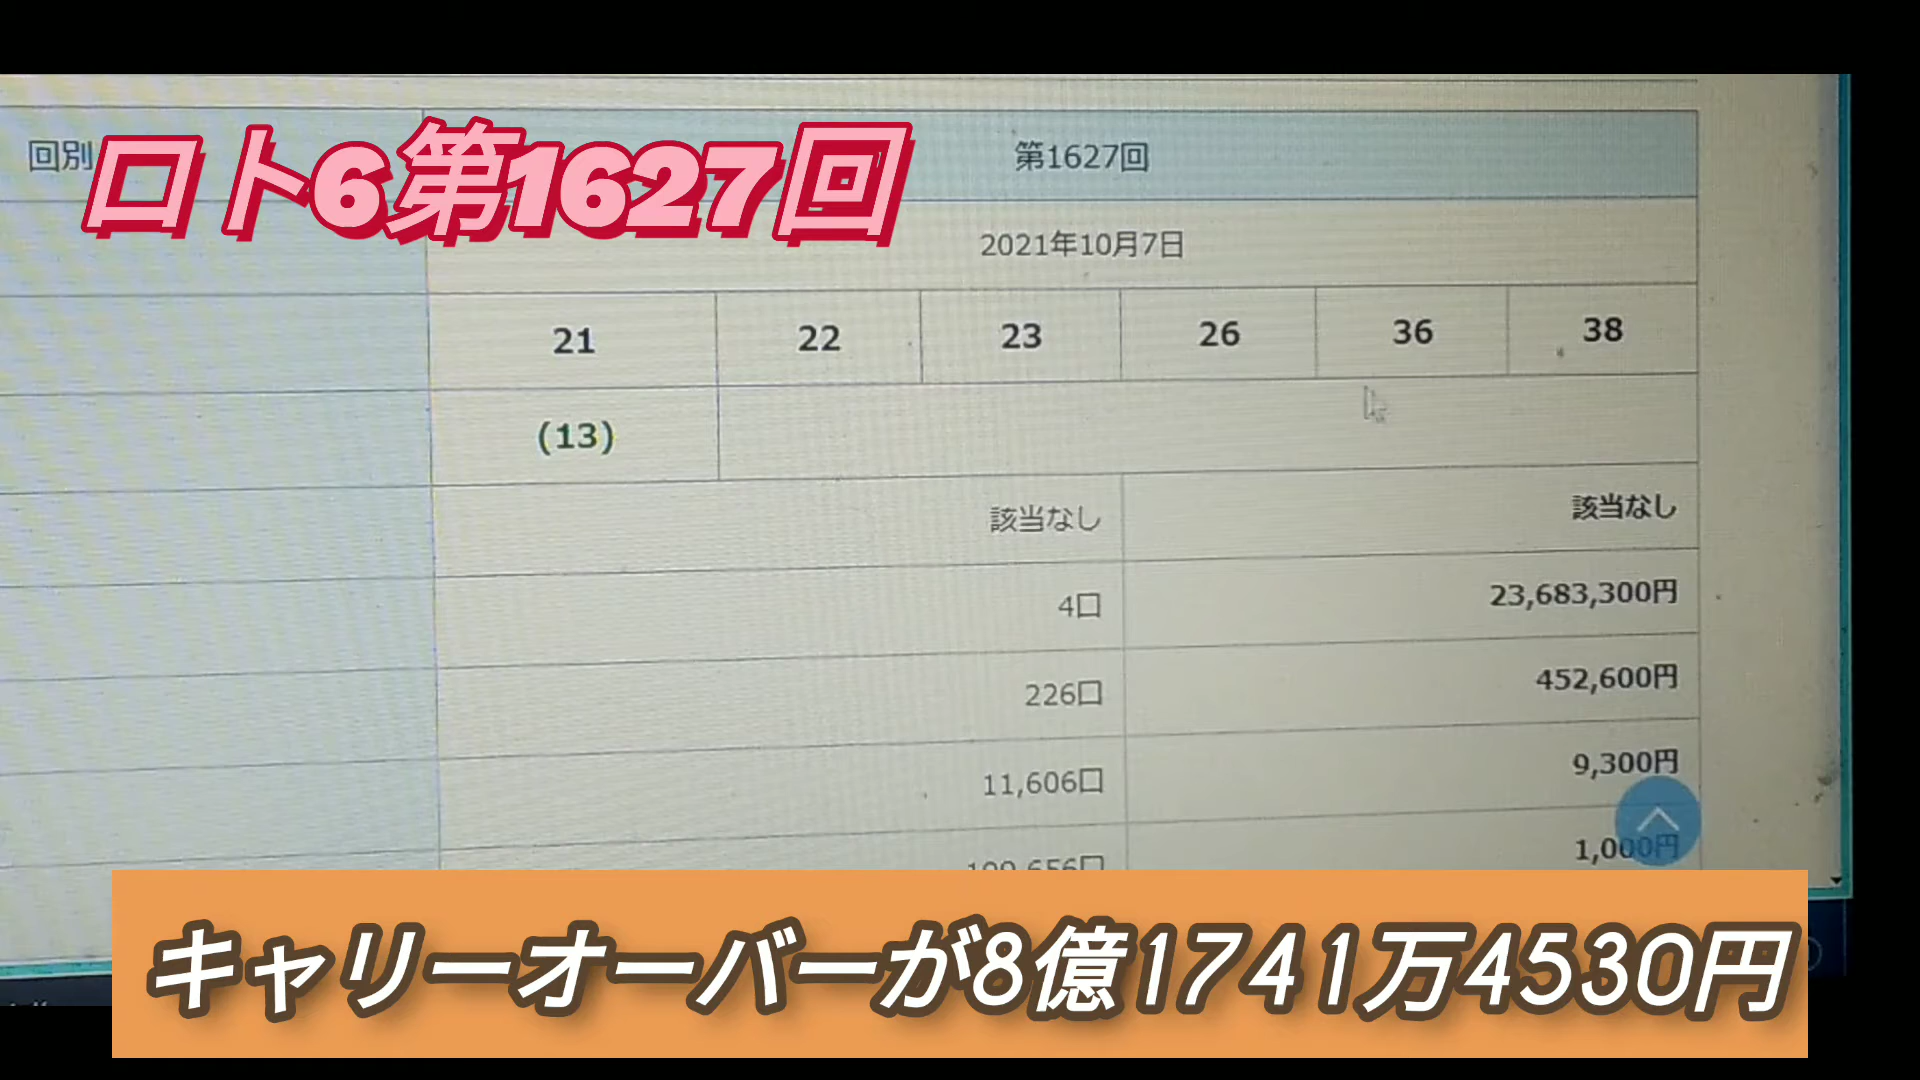 回別
ロト6第1627回
第1627回
2021年10月7日
21 22 23 26 36 38
(13)
該当なし 該当なし
4口 23,683,300円
226口 452,600円
11,606口 9,300円
1,000円
キャリーオーバーが8億1741万4530円